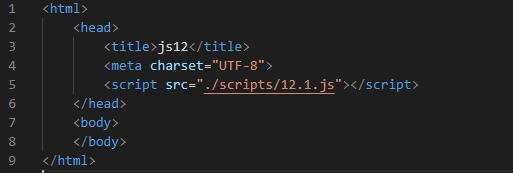 1 <html>
2 <head>
3 <title>js12</title>
4 <meta charset="UTF-8">
5 <script src="./scripts/12.1.js"></script>
6 </head>
7 <body>
8 </body>
9 </html>